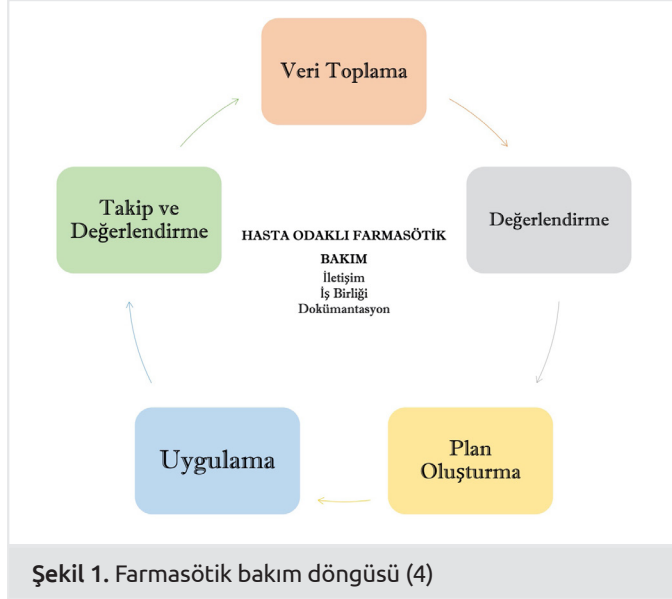 Veri Toplama
Değerlendirme
Plan
Oluşturma
Uygulama
Takip ve
Değerlendirme
HASTA ODAKLI FARMASÖTİK
BAKIM
İletişim
İş Birliği
Dokümantasyon
Şekil 1. Farmasötik bakım döngüsü (4)